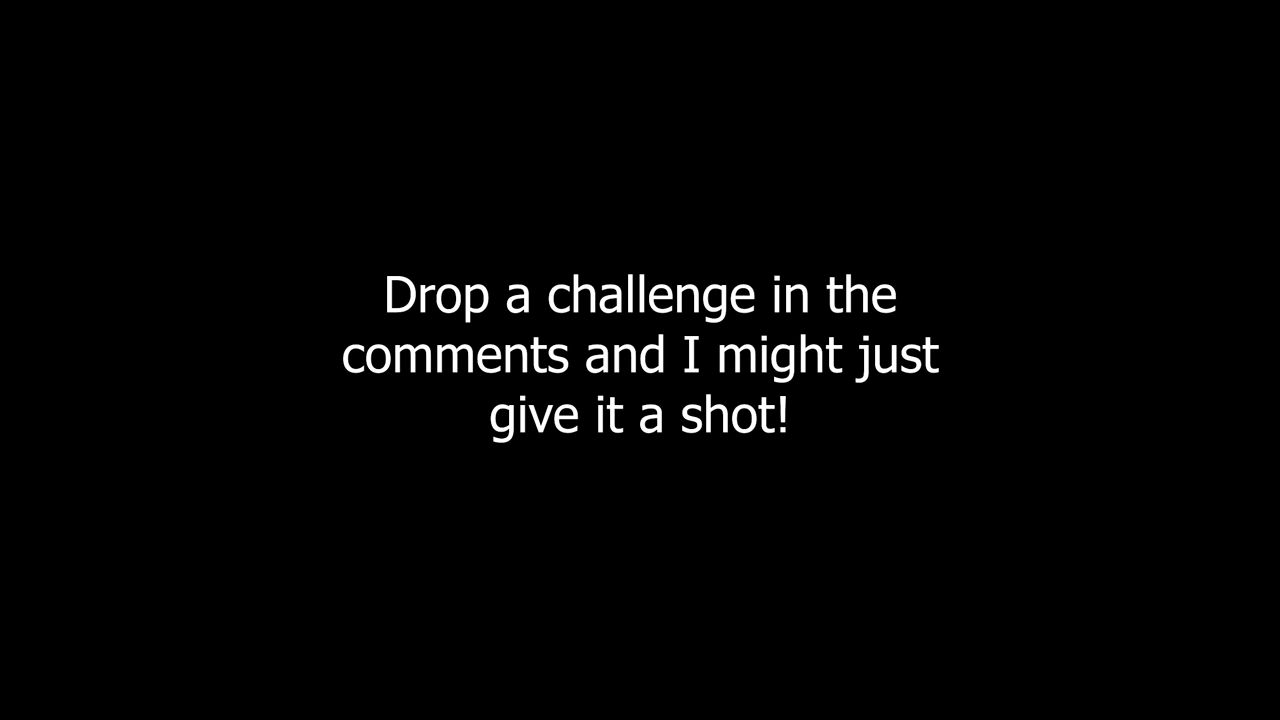 Drop a challenge in the
comments and I might just
give it a shot!